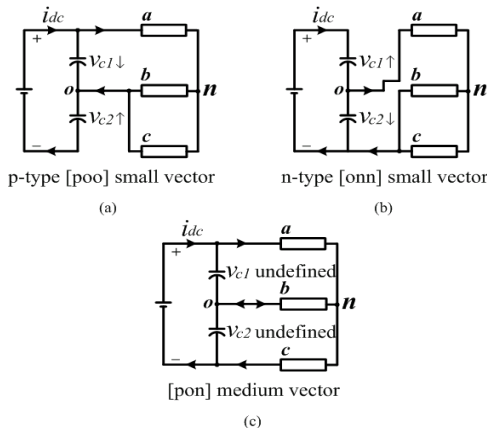 i_dc
a
+
v_c1↓
o
b
n
v_c2↑
−
c
p-type [poo] small vector
(a)
i_dc
a
+
v_c1↑
o
b
n
v_c2↓
−
c
n-type [onn] small vector
(b)
i_dc
a
+
v_c1 undefined
o
b
n
v_c2 undefined
−
c
[pon] medium vector
(c)